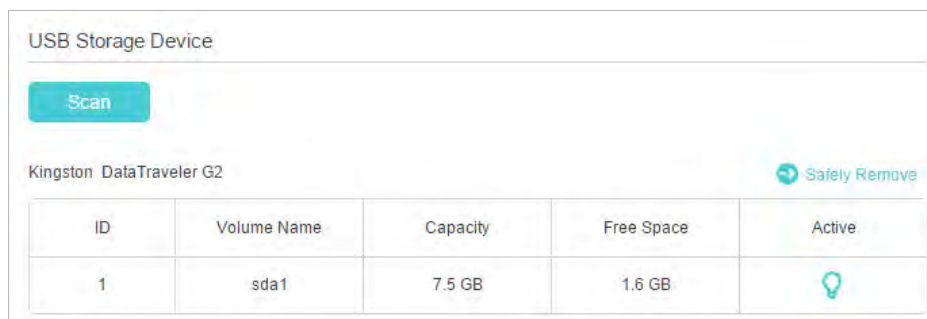 USB Storage Device
Scan
Kingston DataTraveler G2
Safely Remove
ID Volume Name Capacity Free Space Active
1 sda1 7.5 GB 1.6 GB